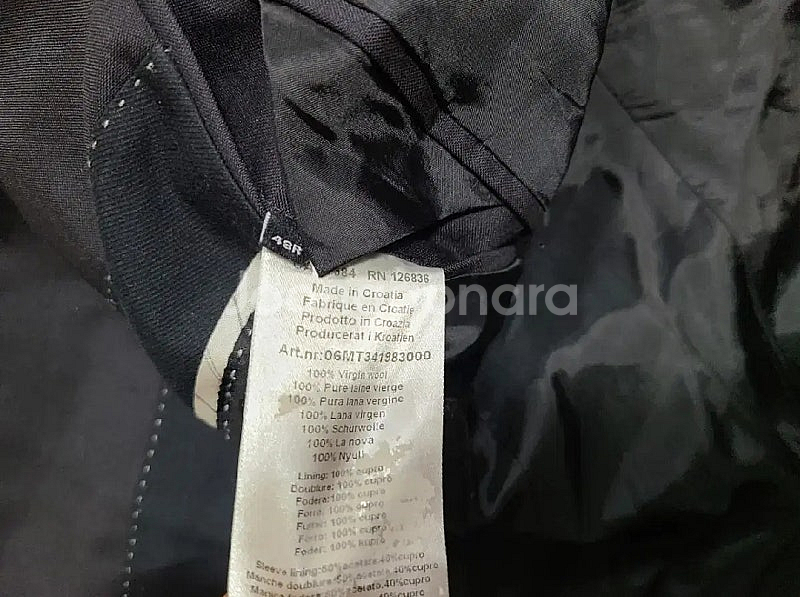 48R
RN 126836
Made in Croatia
Fabrique en Croatie
Prodotto in Croazia
Producerat i Kroatien
Art.nr:06MT341983000
100% Virgin wool
100% Pure laine vierge
100% Pura lana vergine
100% Lana virgen
100% Schurwolle
100% La nova
100% Nyull
Lining: 100% cupro
Doublure: 100% cupro
Fodera:100% cupro
100% cupro
100% cupro
100% cupro
Foder: 100% kupro
Sleeve lining:60%acetate,40%cupro
Manche doublure:60%acetate,40%cupro
40%cupro